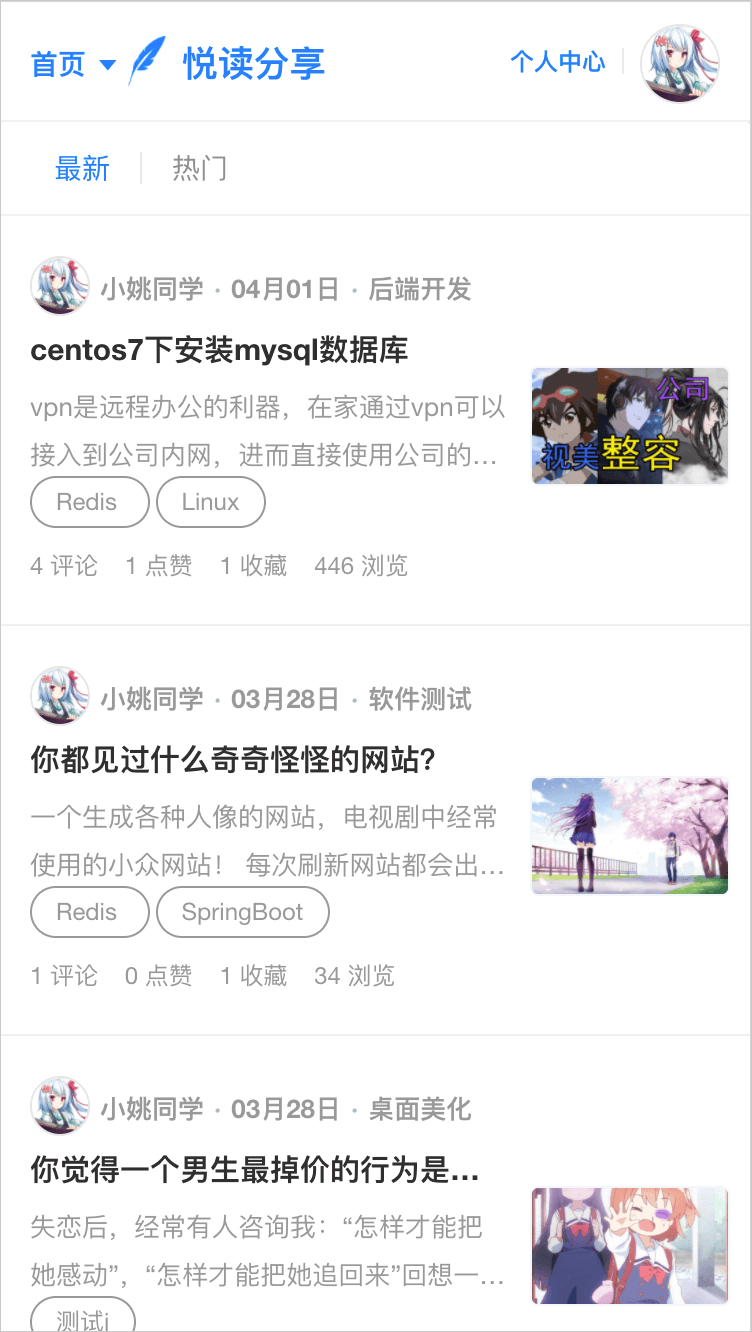 首页 悦读分享 个人中心
最新 热门
小姚同学 · 04月01日 · 后端开发
centos7下安装mysql数据库
vpn是远程办公的利器，在家通过vpn可以
接入到公司内网，进而直接使用公司的...
公司
视美 整容
Redis Linux
4 评论 1 点赞 1 收藏 446 浏览
小姚同学 · 03月28日 · 软件测试
你都见过什么奇奇怪怪的网站？
一个生成各种人像的网站，电视剧中经常
使用的小众网站！ 每次刷新网站都会出...
Redis SpringBoot
1 评论 0 点赞 1 收藏 34 浏览
小姚同学 · 03月28日 · 桌面美化
你觉得一个男生最掉价的行为是...
失恋后，经常有人咨询我：“怎样才能把
她感动”，“怎样才能把她追回来”回想一...
测试j